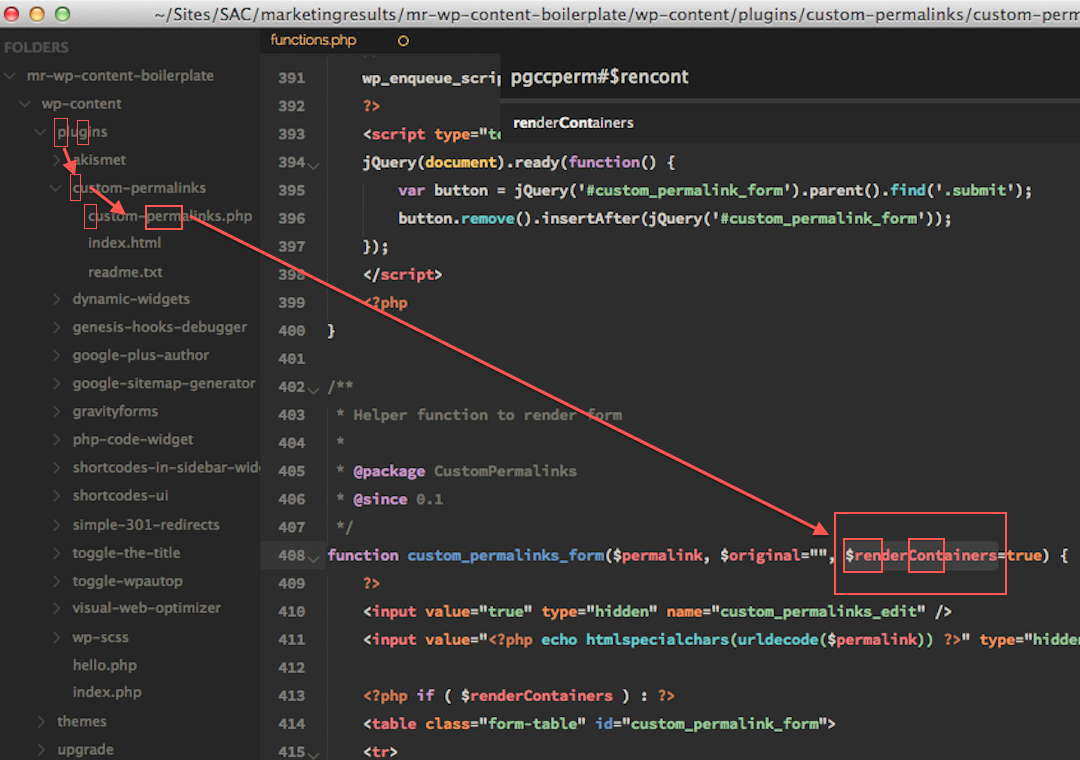 ~/Sites/SAC/marketingresults/mr-wp-content-boilerplate/wp-content/plugins/custom-permalinks/custom-perm
FOLDERS
mr-wp-content-boilerplate
wp-content
plugins
akismet
custom-permalinks
custom-permalinks.php
index.html
readme.txt
dynamic-widgets
genesis-hooks-debugger
google-plus-author
google-sitemap-generator
gravityforms
php-code-widget
shortcodes-in-sidebar-wid
shortcodes-ui
simple-301-redirects
toggle-the-title
toggle-wpautop
visual-web-optimizer
wp-scss
hello.php
index.php
themes
upgrade
functions.php
pgccperm#$rencont
renderContainers
391 wp_enqueue_scrip
392 ?>
393 <script type="te
394 jQuery(document).ready(function() {
395 var button = jQuery('#custom_permalink_form').parent().find('.submit');
396 button.remove().insertAfter(jQuery('#custom_permalink_form'));
397 });
398 </script>
399 <?php
400 }
401
402 /**
403 * Helper function to render form
404 *
405 * @package CustomPermalinks
406 * @since 0.1
407 */
408 function custom_permalinks_form($permalink, $original="", $renderContainers=true) {
409 ?>
410 <input value="true" type="hidden" name="custom_permalinks_edit" />
411 <input value="<?php echo htmlspecialchars(urldecode($permalink)) ?>" type="hidden
412
413 <?php if ( $renderContainers ) : ?>
414 <table class="form-table" id="custom_permalink_form">
415 <tr>